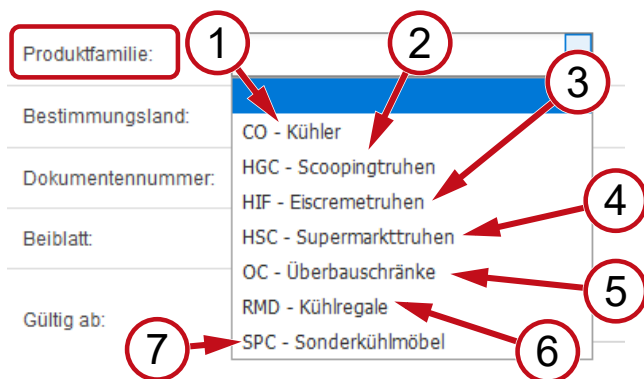 Produktfamilie:
1
2
3
Bestimmungsland:
CO - Kühler
HGC - Scoopingtruhen
Dokumentennummer:
HIF - Eiscremetruhen
4
Beiblatt:
HSC - Supermarkttruhen
OC - Überbauschränke
5
Gültig ab:
RMD - Kühlregale
6
7
SPC - Sonderkühlmöbel